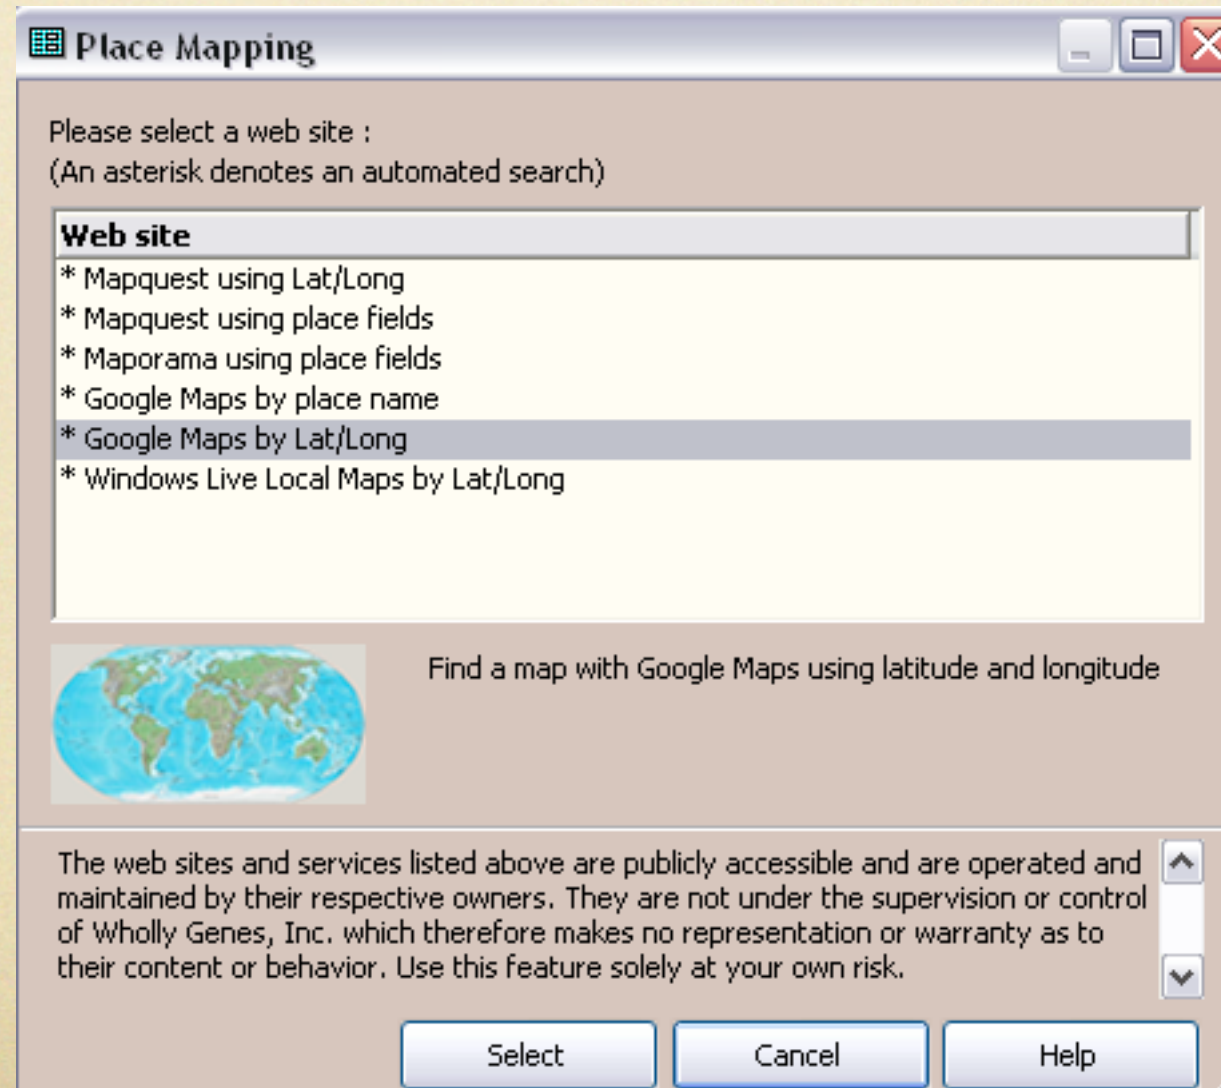 Place Mapping
Please select a web site :
(An asterisk denotes an automated search)
Web site
* Mapquest using Lat/Long
* Mapquest using place fields
* Maporama using place fields
* Google Maps by place name
* Google Maps by Lat/Long
* Windows Live Local Maps by Lat/Long
Find a map with Google Maps using latitude and longitude
The web sites and services listed above are publicly accessible and are operated and
maintained by their respective owners. They are not under the supervision or control
of Wholly Genes, Inc. which therefore makes no representation or warranty as to
their content or behavior. Use this feature solely at your own risk.
Select
Cancel
Help